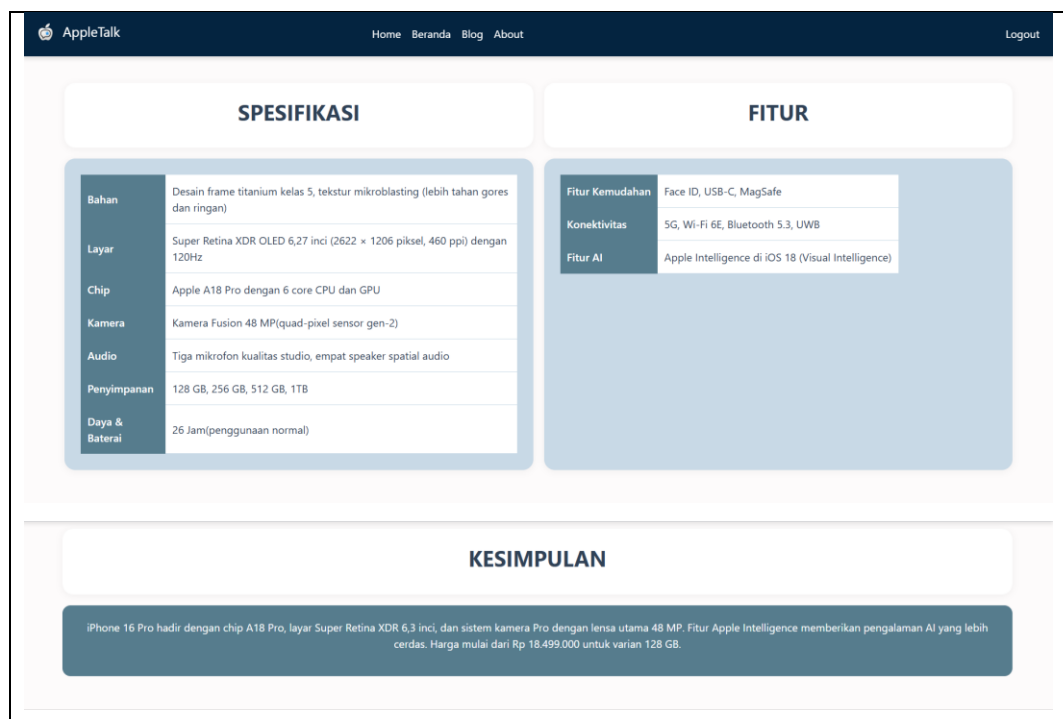 AppleTalk
Home Beranda Blog About
Logout
SPESIFIKASI
Bahan
Desain frame titanium kelas 5, tekstur mikroblasting (lebih tahan gores
dan ringan)
Layar
Super Retina XDR OLED 6,27 inci (2622 × 1206 piksel, 460 ppi) dengan
120Hz
Chip
Apple A18 Pro dengan 6 core CPU dan GPU
Kamera
Kamera Fusion 48 MP(quad-pixel sensor gen-2)
Audio
Tiga mikrofon kualitas studio, empat speaker spatial audio
Penyimpanan
128 GB, 256 GB, 512 GB, 1TB
Daya &
Baterai
26 Jam(penggunaan normal)
FITUR
Fitur Kemudahan
Face ID, USB-C, MagSafe
Konektivitas
5G, Wi-Fi 6E, Bluetooth 5.3, UWB
Fitur AI
Apple Intelligence di iOS 18 (Visual Intelligence)
KESIMPULAN
iPhone 16 Pro hadir dengan chip A18 Pro, layar Super Retina XDR 6,3 inci, dan sistem kamera Pro dengan lensa utama 48 MP. Fitur Apple Intelligence memberikan pengalaman AI yang lebih
cerdas. Harga mulai dari Rp 18.499.000 untuk varian 128 GB.